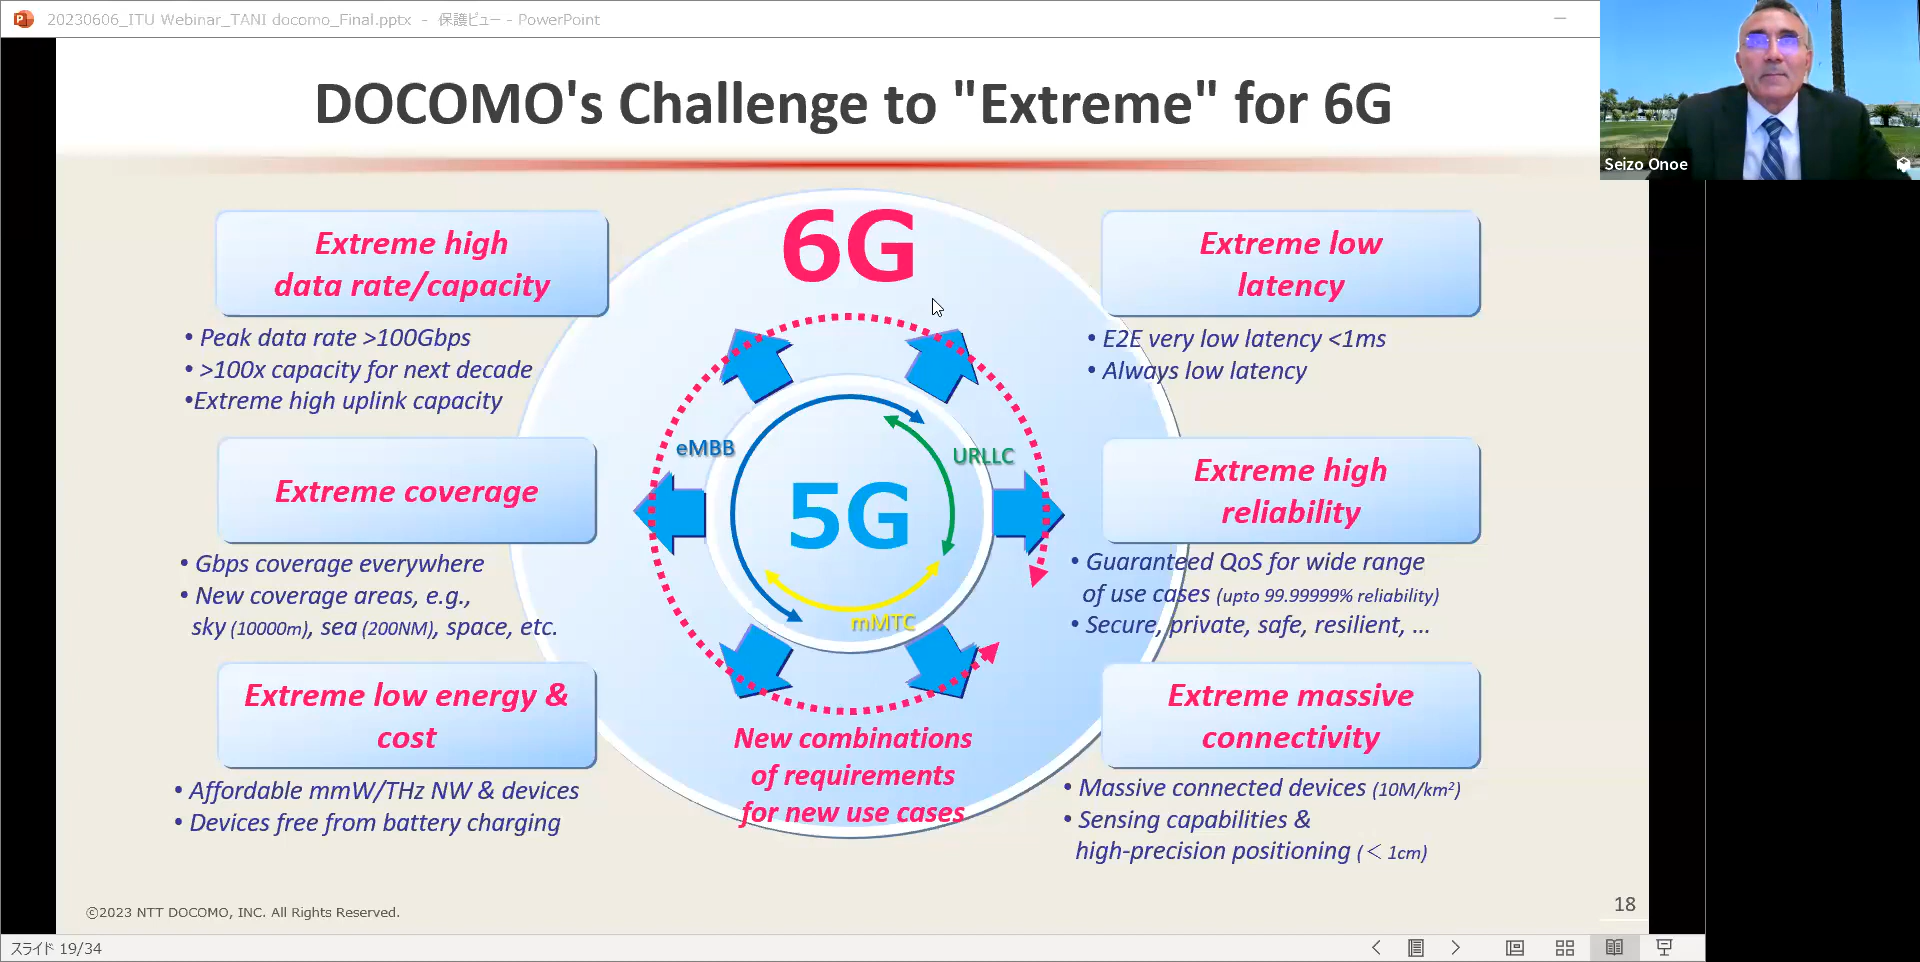 20230606_ITU Webinar_TANI docomo_Final.pptx - 保護ビュー - PowerPoint
Seizo Onoe
DOCOMO's Challenge to "Extreme" for 6G
6G
Extreme high
data rate/capacity
• Peak data rate >100Gbps
• >100x capacity for next decade
•Extreme high uplink capacity
Extreme coverage
• Gbps coverage everywhere
• New coverage areas, e.g.,
sky (10000m), sea (200NM), space, etc.
Extreme low energy &
cost
• Affordable mmW/THz NW & devices
• Devices free from battery charging
eMBB
URLLC
5G
mMTC
New combinations
of requirements
for new use cases
Extreme low
latency
• E2E very low latency <1ms
• Always low latency
Extreme high
reliability
• Guaranteed QoS for wide range
of use cases (upto 99.99999% reliability)
• Secure, private, safe, resilient, ...
Extreme massive
connectivity
• Massive connected devices (10M/km²)
• Sensing capabilities &
high-precision positioning (＜ 1cm)
©2023 NTT DOCOMO, INC. All Rights Reserved.
18
スライド 19/34